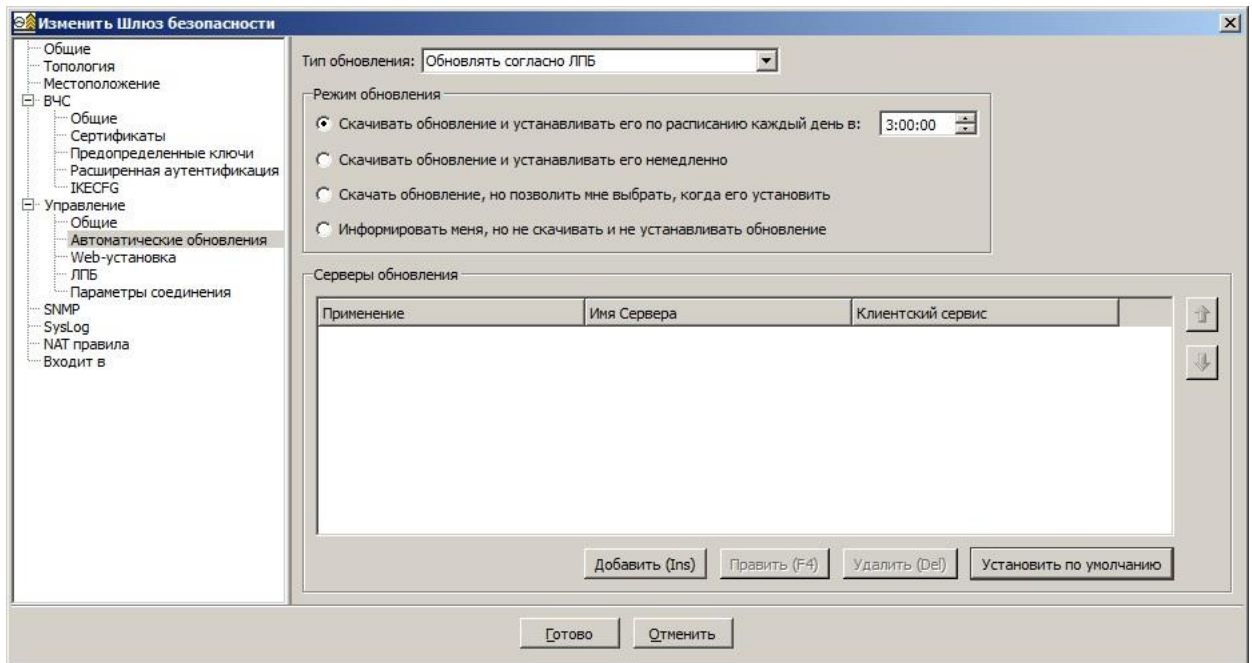 Изменить Шлюз безопасности
Общие
Топология
Местоположение
ВЧС
Общие
Сертификаты
Предопределенные ключи
Расширенная аутентификация
IKECFG
Управление
Общие
Автоматические обновления
Web-установка
ЛПБ
Параметры соединения
SNMP
SysLog
NAT правила
Входит в
Тип обновления: Обновлять согласно ЛПБ
Режим обновления
Скачивать обновление и устанавливать его по расписанию каждый день в: 3:00:00
Скачивать обновление и устанавливать его немедленно
Скачать обновление, но позволить мне выбрать, когда его установить
Информировать меня, но не скачивать и не устанавливать обновление
Серверы обновления
Применение Имя Сервера Клиентский сервис
Добавить (Ins) Править (F4) Удалить (Del) Установить по умолчанию
Готово Отменить